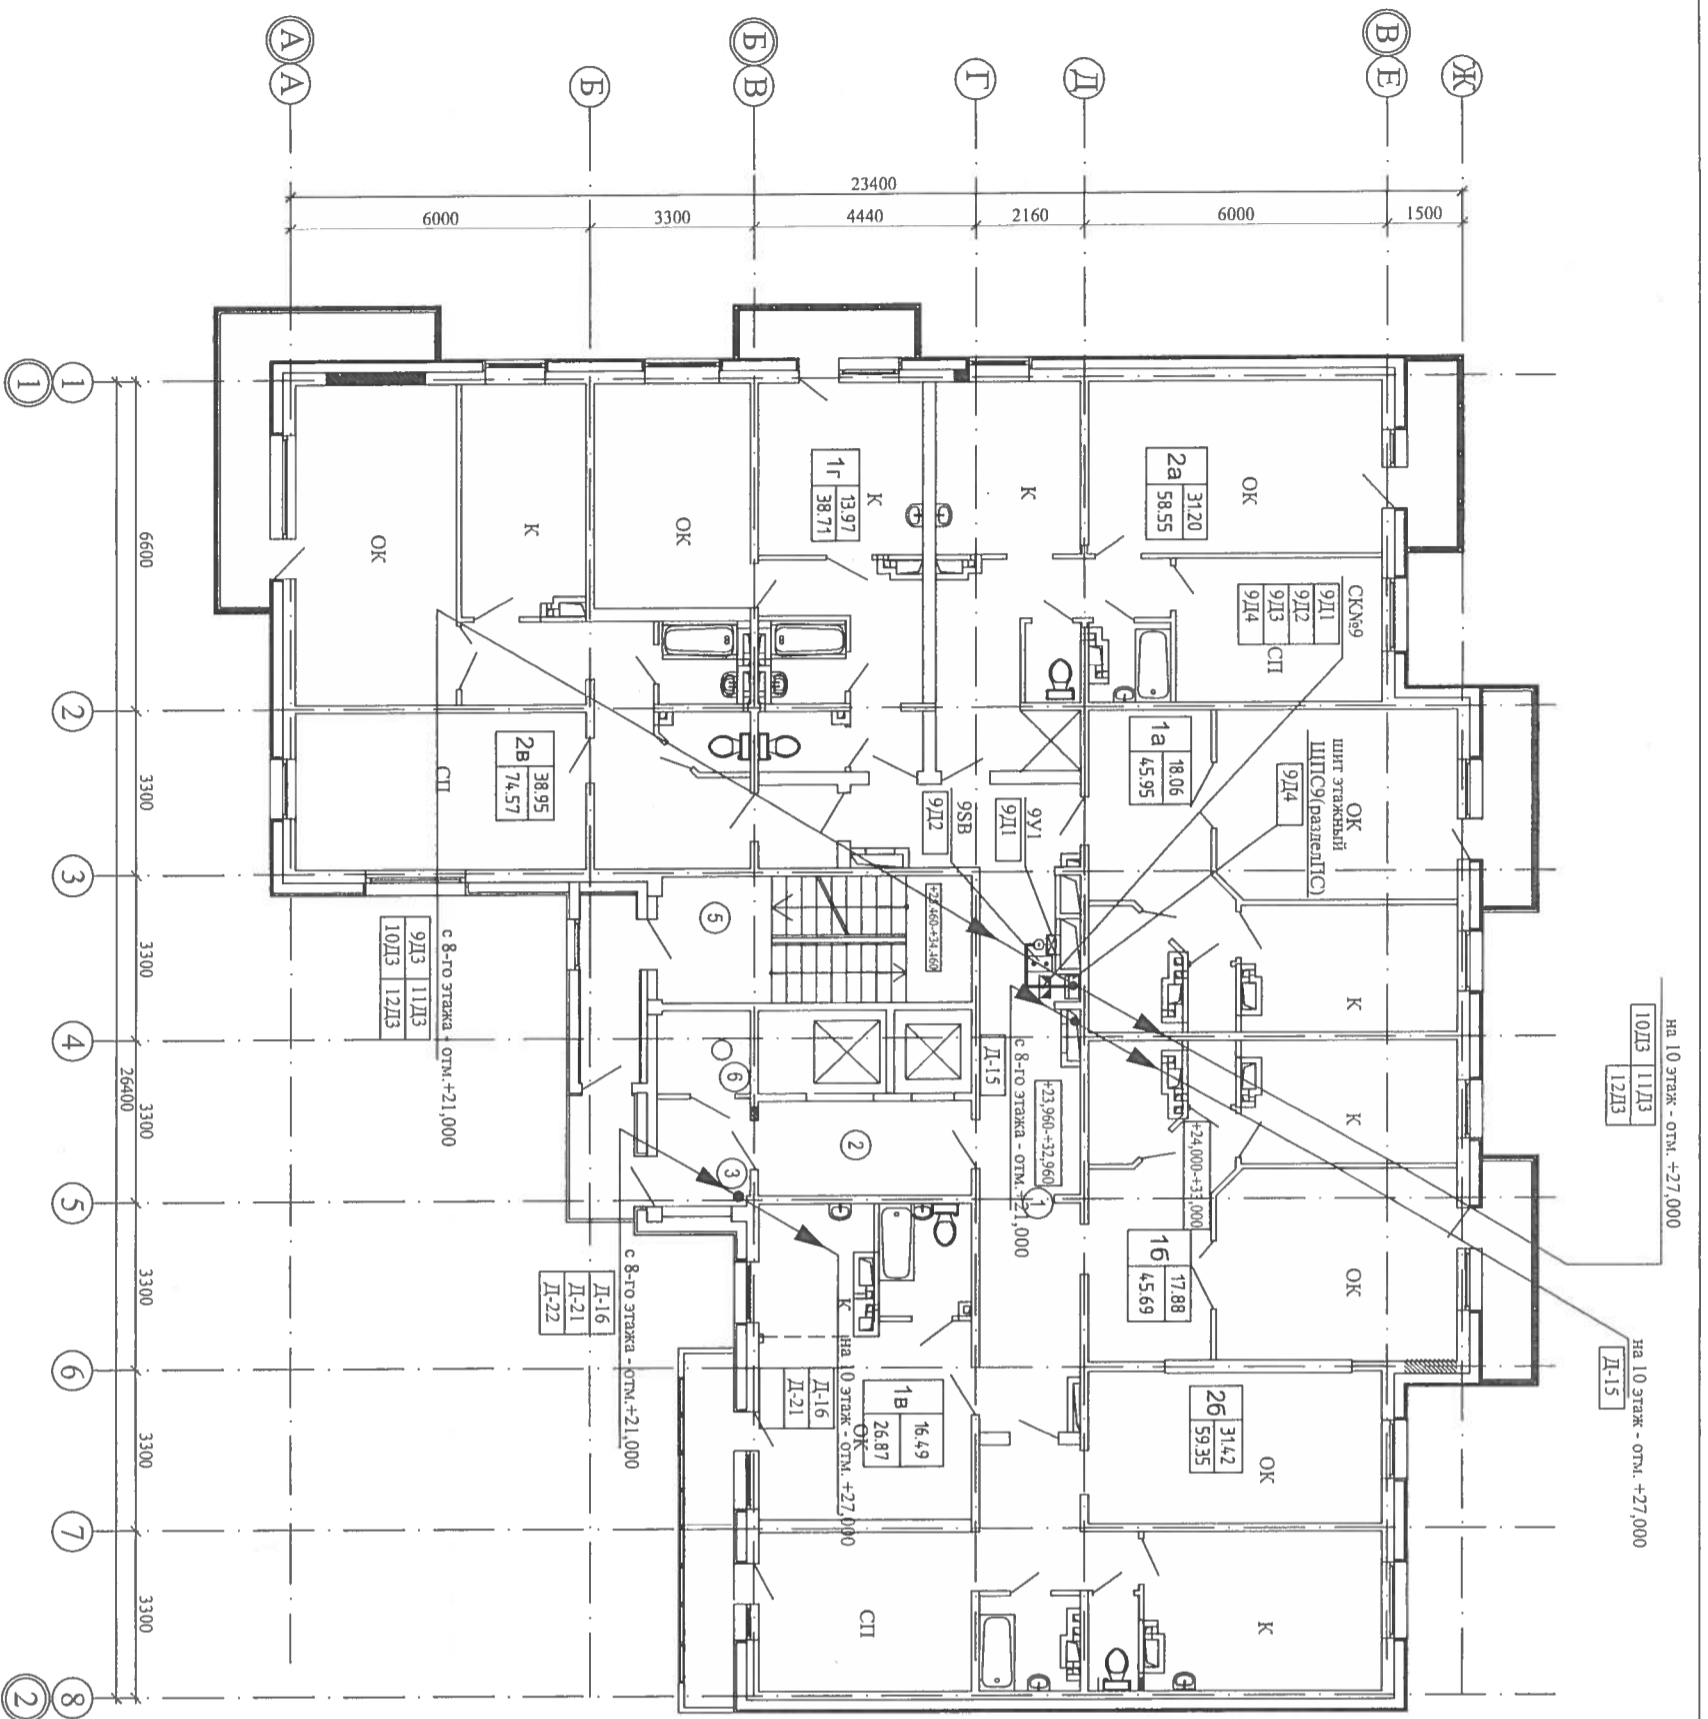 А
А
Б
Б
В
Г
Д
В
Е
Ж
23400
6000
3300
4440
2160
6000
1500
1
1
2
3
4
5
6
7
8
2
6600
3300
3300
3300
3300
3300
3300
26400
ОК
К
ОК
К
К
ОК
СП
1г
13.97
38.71
2а
31.20
58.55
СК№9
9Д1
9Д2
9Д3
9Д4
СП
2в
38.95
74.57
1а
18.06
45.95
ОК
щит этажный
ЩПС9(разделПС)
9Д4
9SB
9Д2
9У1
9Д1
5
К
К
с 8-го этажа - отм.+21,000
9Д3 11Д3
10Д3 12Д3
6
2
3
1
Д-15
с 8-го этажа - отм.+21,000
+23,960-+32,960
+24,000-+33,000
на 10 этаж - отм. +27,000
10Д3 11Д3
12Д3
1б
17.88
45.69
ОК
с 8-го этажа - отм.+21,000
Д-16
Д-21
Д-22
К
на 10 этаж - отм. +27,000
Д-16
Д-21
1в
16.49
26.87
ОК
2б
31.42
59.35
ОК
на 10 этаж - отм. +27,000
Д-15
СП
К